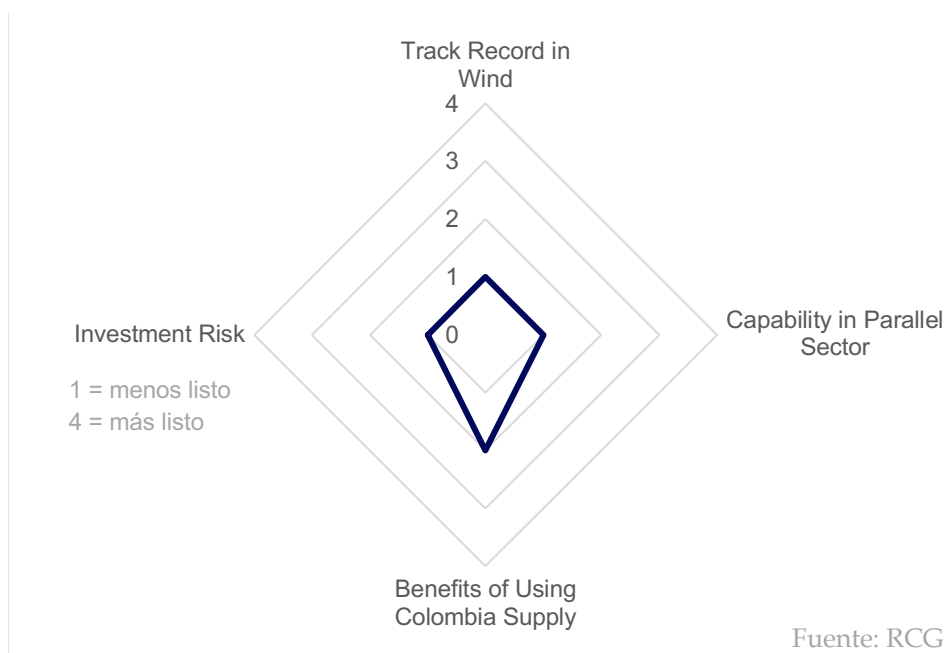 Track Record in
Wind
4
3
2
1
0
Investment Risk
Capability in Parallel
Sector
1 = menos listo
4 = más listo
Benefits of Using
Colombia Supply
Fuente: RCG